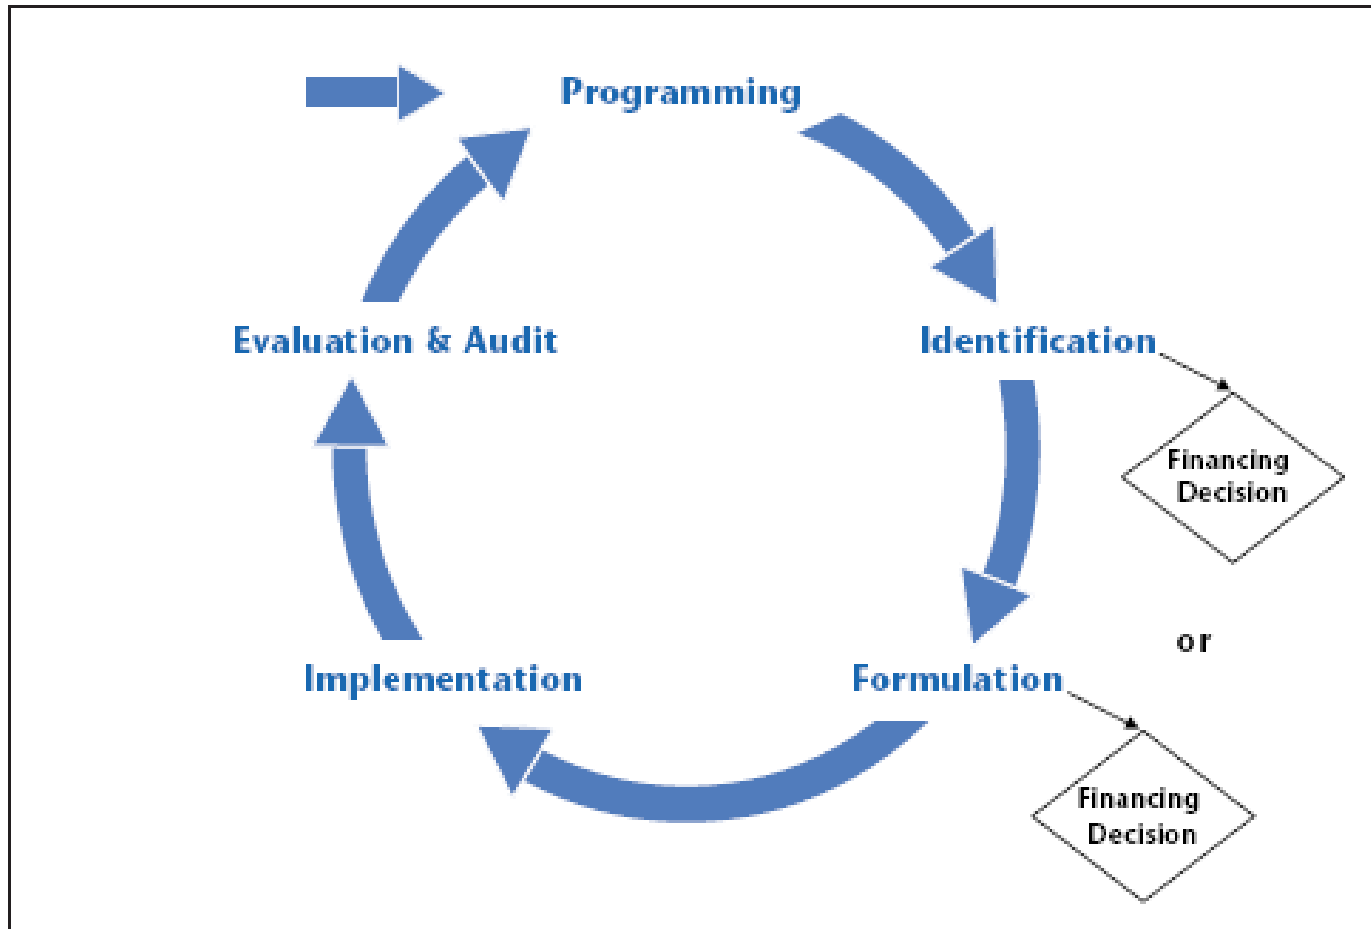 Programming
Evaluation & Audit
Identification
Financing
Decision
or
Implementation
Formulation
Financing
Decision